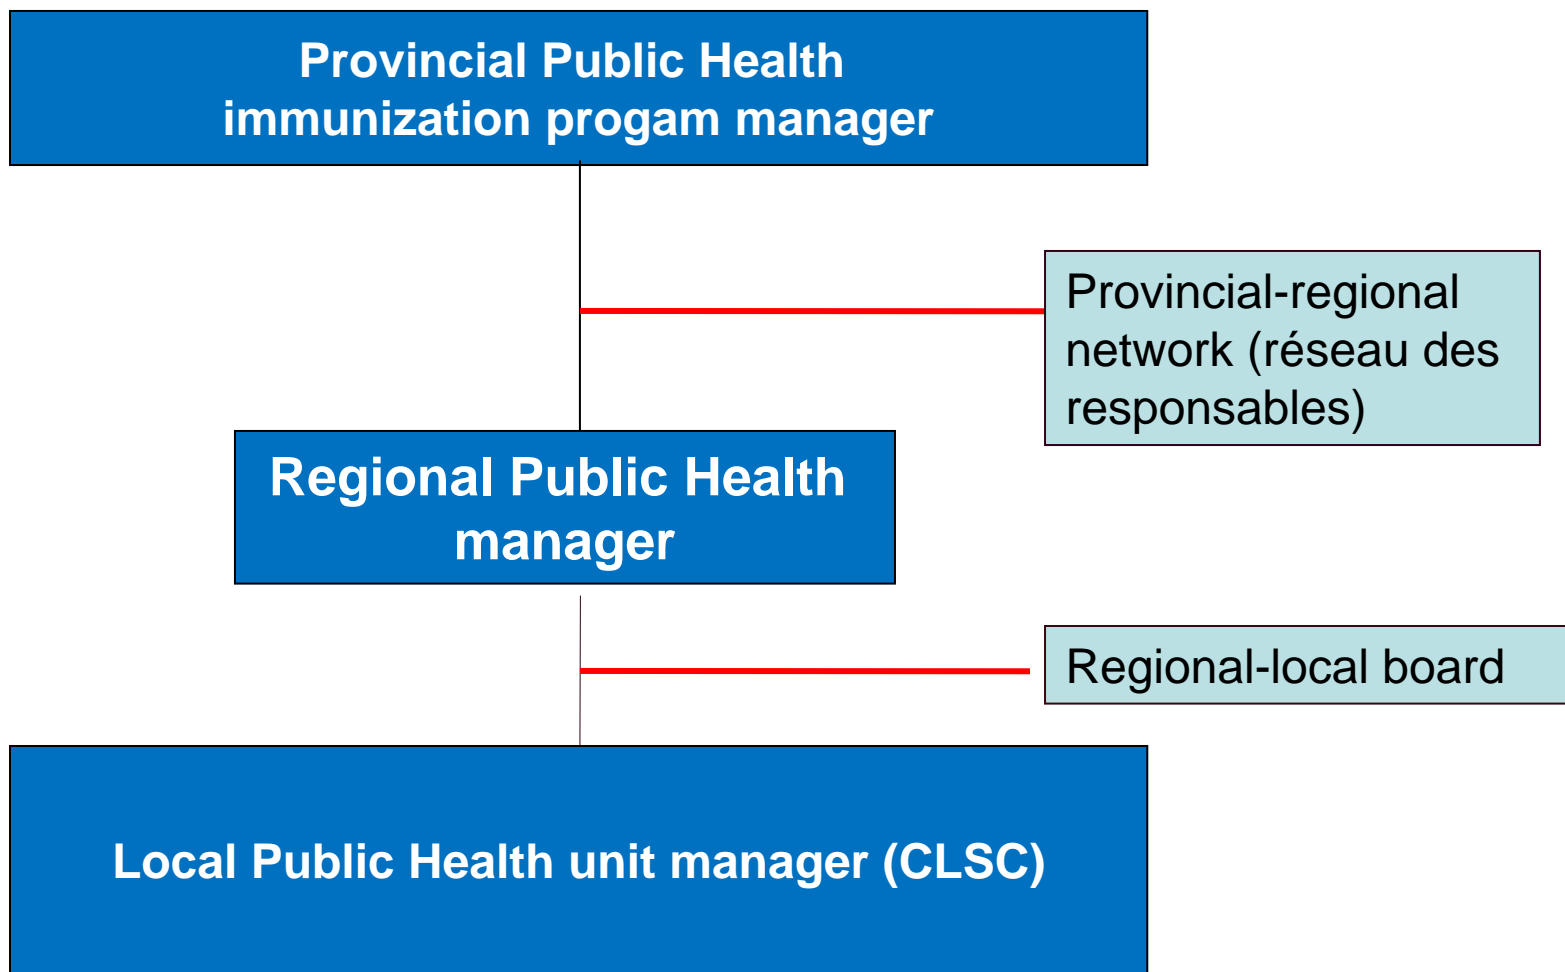 Provincial Public Health
immunization progam manager
Provincial-regional
network (réseau des
responsables)
Regional Public Health
manager
Regional-local board
Local Public Health unit manager (CLSC)